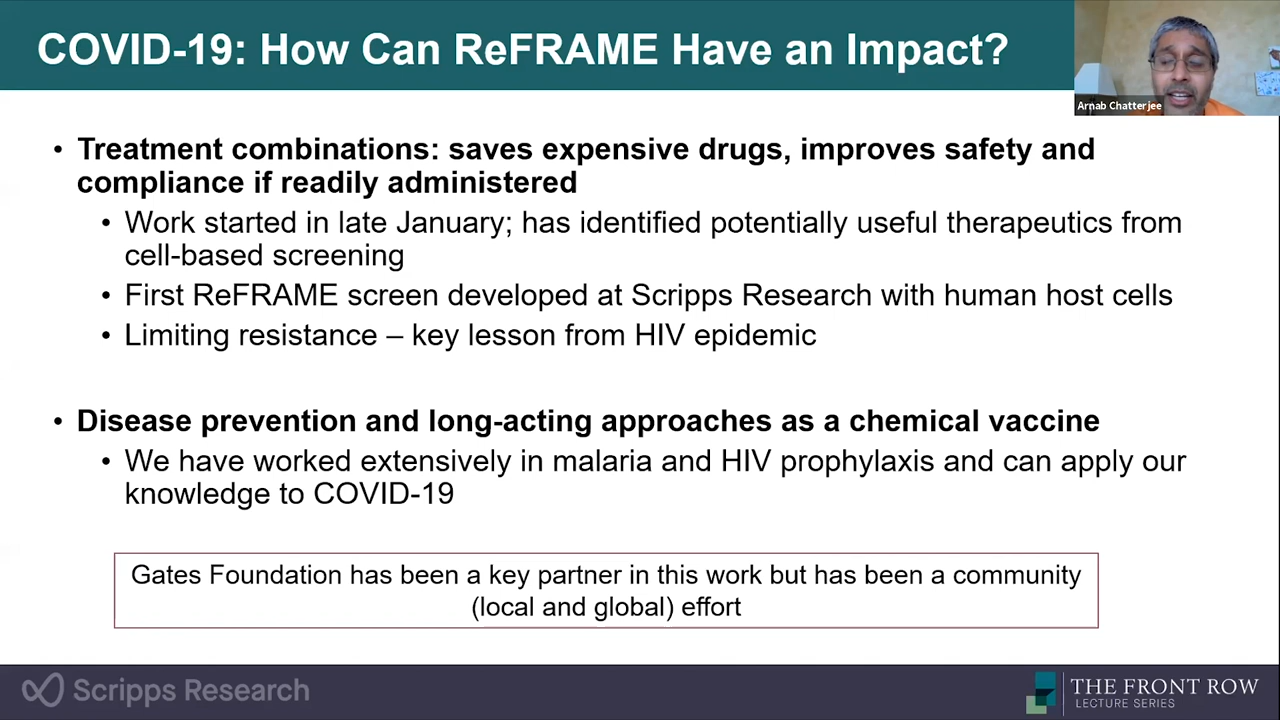 COVID-19: How Can ReFRAME Have an Impact?
Arnab Chatterjee
• Treatment combinations: saves expensive drugs, improves safety and
compliance if readily administered
• Work started in late January; has identified potentially useful therapeutics from
cell-based screening
• First ReFRAME screen developed at Scripps Research with human host cells
• Limiting resistance – key lesson from HIV epidemic
• Disease prevention and long-acting approaches as a chemical vaccine
• We have worked extensively in malaria and HIV prophylaxis and can apply our
knowledge to COVID-19
Gates Foundation has been a key partner in this work but has been a community
(local and global) effort
Scripps Research
THE FRONT ROW
LECTURE SERIES